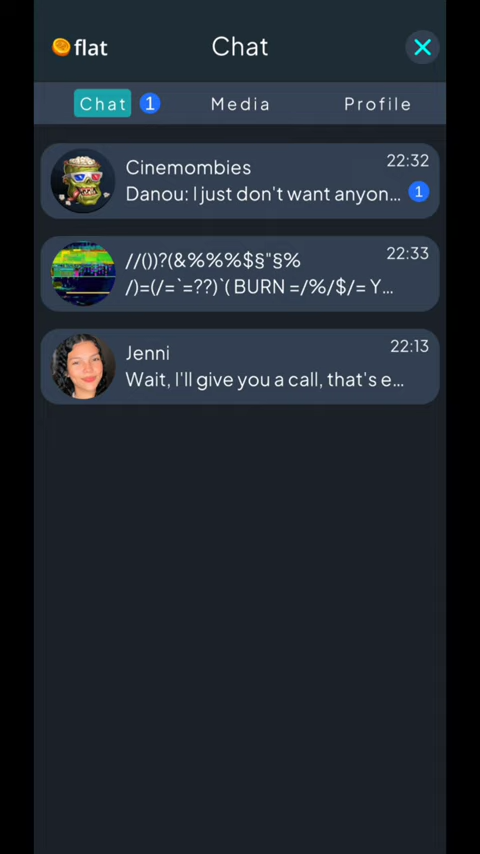 flat
Chat
Chat 1 Media Profile
Cinemombies 22:32
Danou: I just don't want anyon... 1
//())?(&%%%$§"§% 22:33
/)=(/=`=??)`( BURN =/%/$/= Y...
Jenni 22:13
Wait, I'll give you a call, that's e...